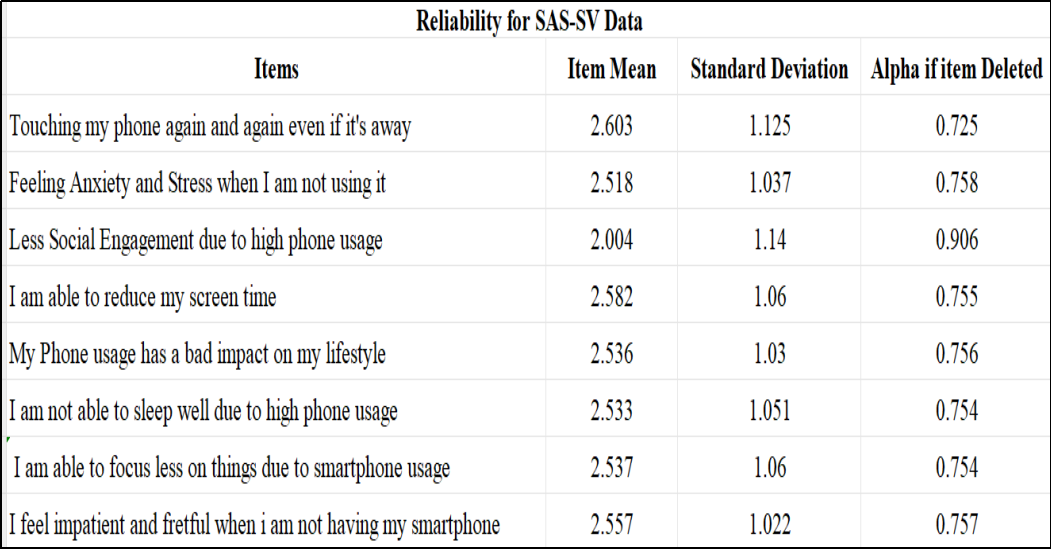 Reliability for SAS-SV Data
Items Item Mean Standard Deviation Alpha if item Deleted
Touching my phone again and again even if it's away 2.603 1.125 0.725
Feeling Anxiety and Stress when I am not using it 2.518 1.037 0.758
Less Social Engagement due to high phone usage 2.004 1.14 0.906
I am able to reduce my screen time 2.582 1.06 0.755
My Phone usage has a bad impact on my lifestyle 2.536 1.03 0.756
I am not able to sleep well due to high phone usage 2.533 1.051 0.754
I am able to focus less on things due to smartphone usage 2.537 1.06 0.754
I feel impatient and fretful when i am not having my smartphone 2.557 1.022 0.757